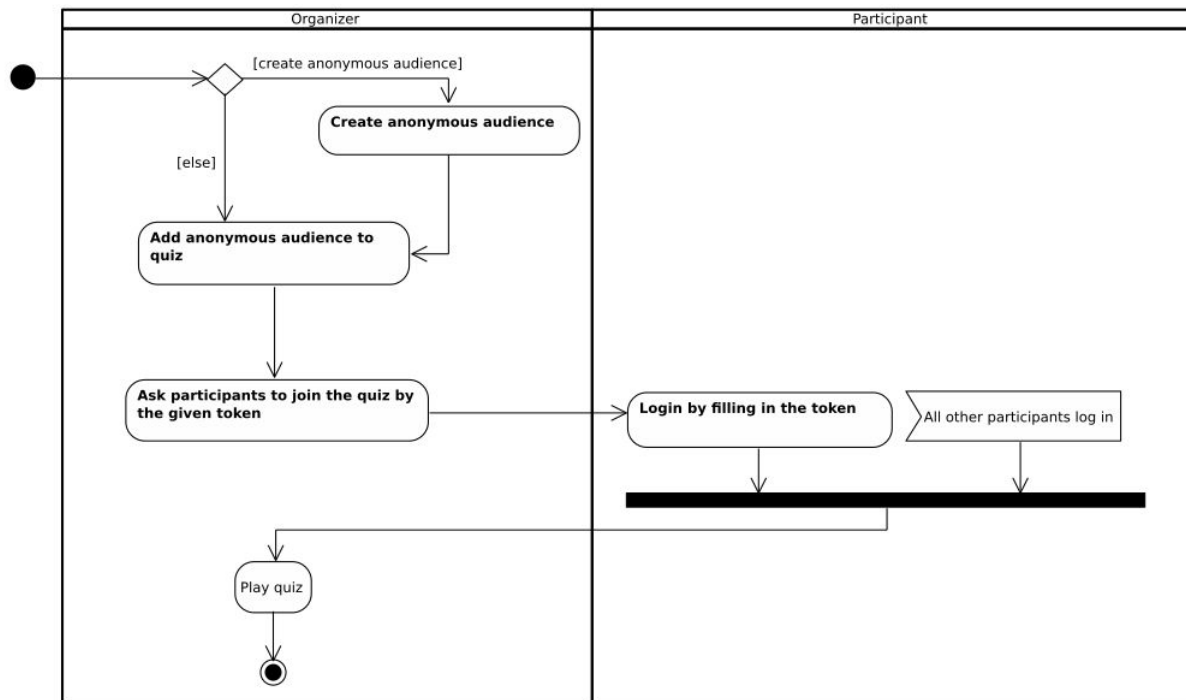 Organizer
Participant
[create anonymous audience]
Create anonymous audience
[else]
Add anonymous audience to
quiz
Ask participants to join the quiz by
the given token
Login by filling in the token
All other participants log in
Play quiz